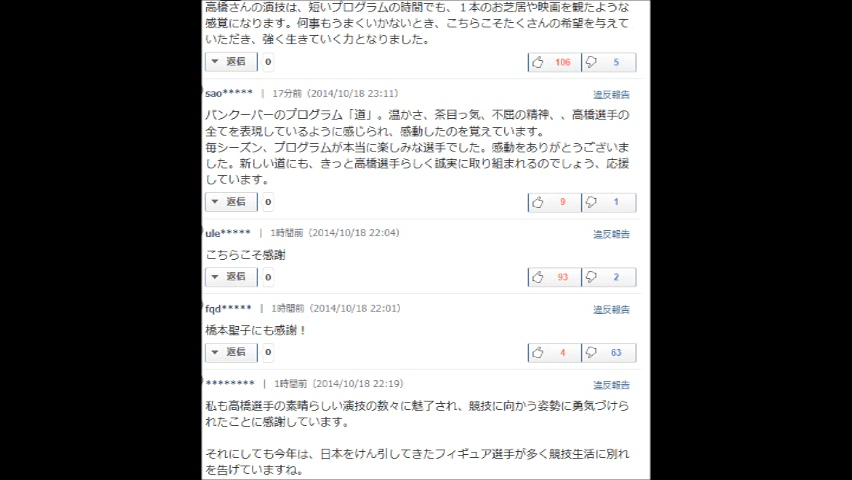 高橋さんの演技は、短いプログラムの時間でも、１本のお芝居や映画を観たような
感覚になります。何事もうまくいかないとき、こちらこそたくさんの希望を与えて
いただき、強く生きていく力となりました。
返信 0 106 5
sao***** | 17分前（2014/10/18 23:11） 違反報告
バンクーバーのプログラム「道」。温かさ、茶目っ気、不屈の精神、、高橋選手の
全てを表現しているように感じられ、感動したのを覚えています。
毎シーズン、プログラムが本当に楽しみな選手でした。感動をありがとうございま
した。新しい道にも、きっと高橋選手らしく誠実に取り組まれるのでしょう、応援
しています。
返信 0 9 1
ule***** | 1時間前（2014/10/18 22:04） 違反報告
こちらこそ感謝
返信 0 93 2
fqd***** | 1時間前（2014/10/18 22:01） 違反報告
橋本聖子にも感謝！
返信 0 4 63
******** | 1時間前（2014/10/18 22:19） 違反報告
私も高橋選手の素晴らしい演技の数々に魅了され、競技に向かう姿勢に勇気づけら
れたことに感謝しています。
それにしても今年は、日本をけん引してきたフィギュア選手が多く競技生活に別れ
を告げていますね。